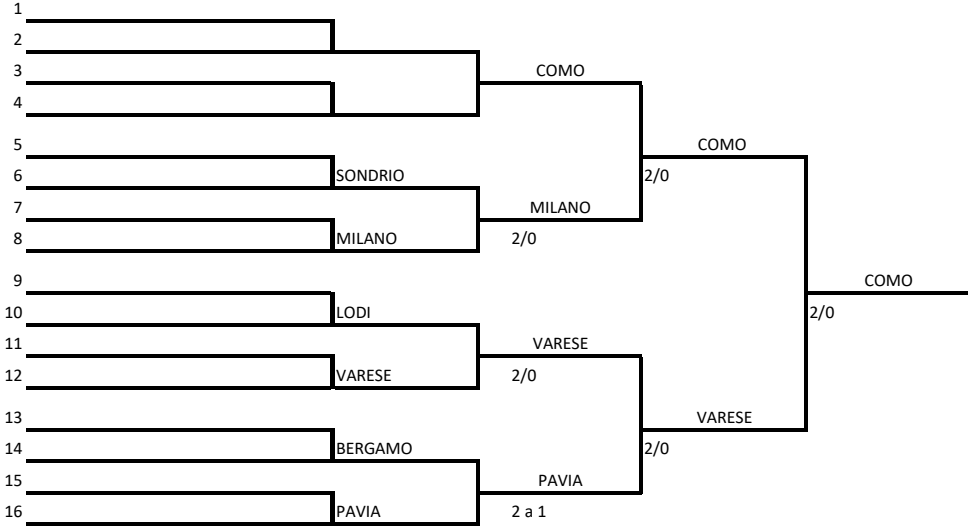 1
2
3
COMO
4
5
COMO
6
SONDRIO
2/0
7
MILANO
8
MILANO
2/0
9
COMO
10
LODI
2/0
11
VARESE
12
VARESE
2/0
13
VARESE
14
BERGAMO
2/0
15
PAVIA
16
PAVIA
2 a 1